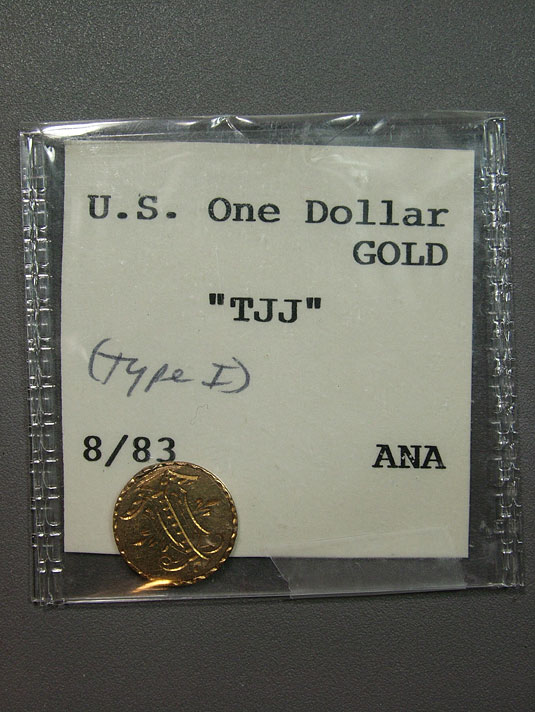 U.S. One Dollar
GOLD
"TJJ"
(Type I)
8/83 ANA